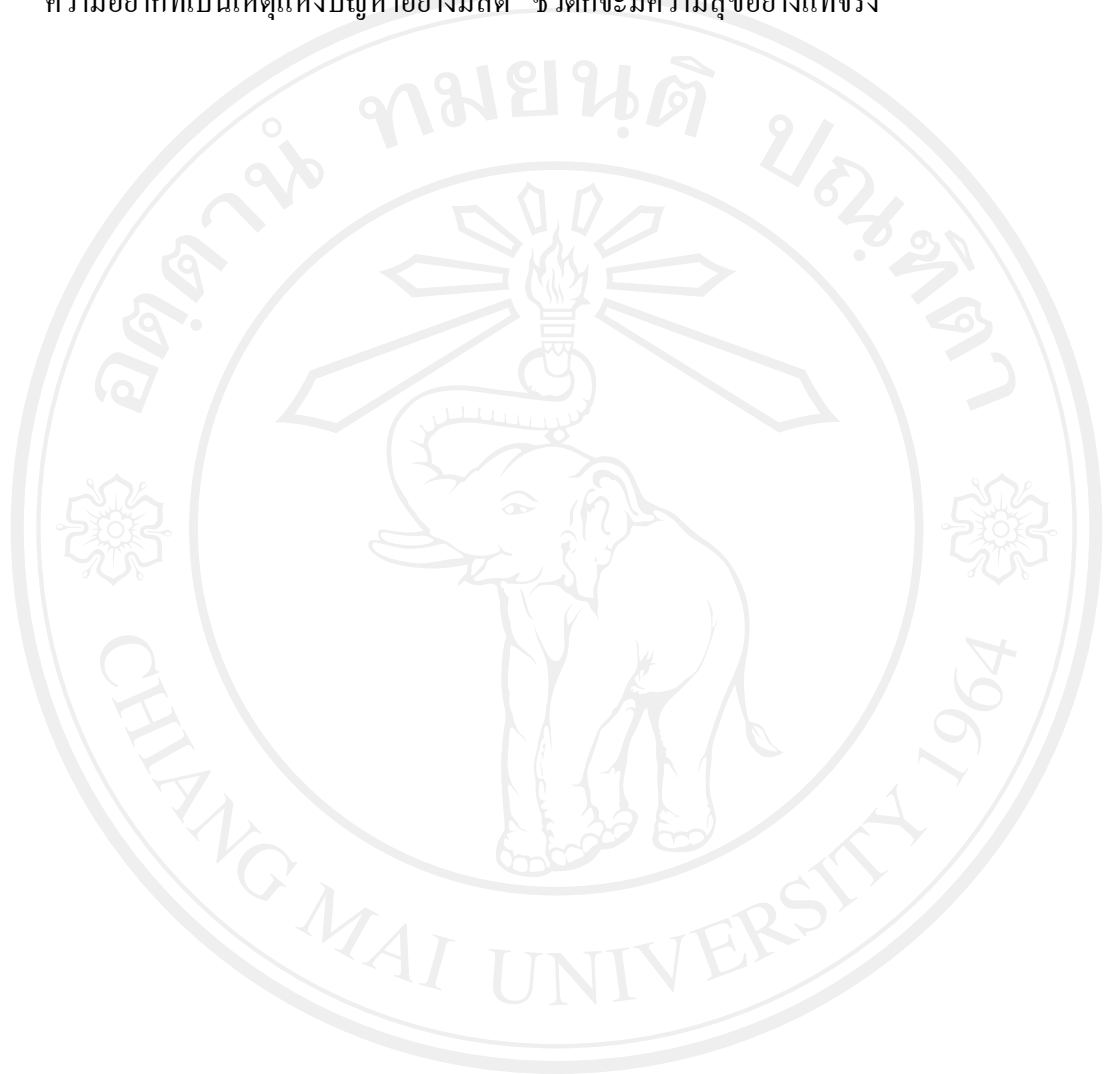 ความอยากที่เป็นเหตุแห่งปัญหาอย่างมีสติ ชีวิตก็จะมีความสุขอย่างแท้จริง
อตฺตานํ ทมยนฺติ ปณฺฑิตา
CHIANG MAI UNIVERSITY 1964